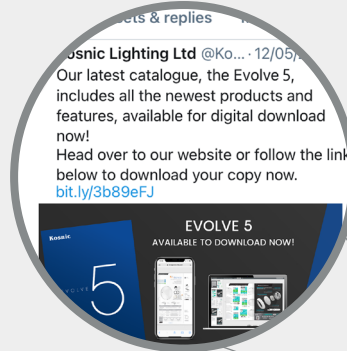 ets & replies
osnic Lighting Ltd @Ko... · 12/05/
Our latest catalogue, the Evolve 5,
includes all the newest products and
features, available for digital download
now!
Head over to our website or follow the link
below to download your copy now.
bit.ly/3b89eFJ
EVOLVE 5
AVAILABLE TO DOWNLOAD NOW!
Kosnic
EVOLVE
5